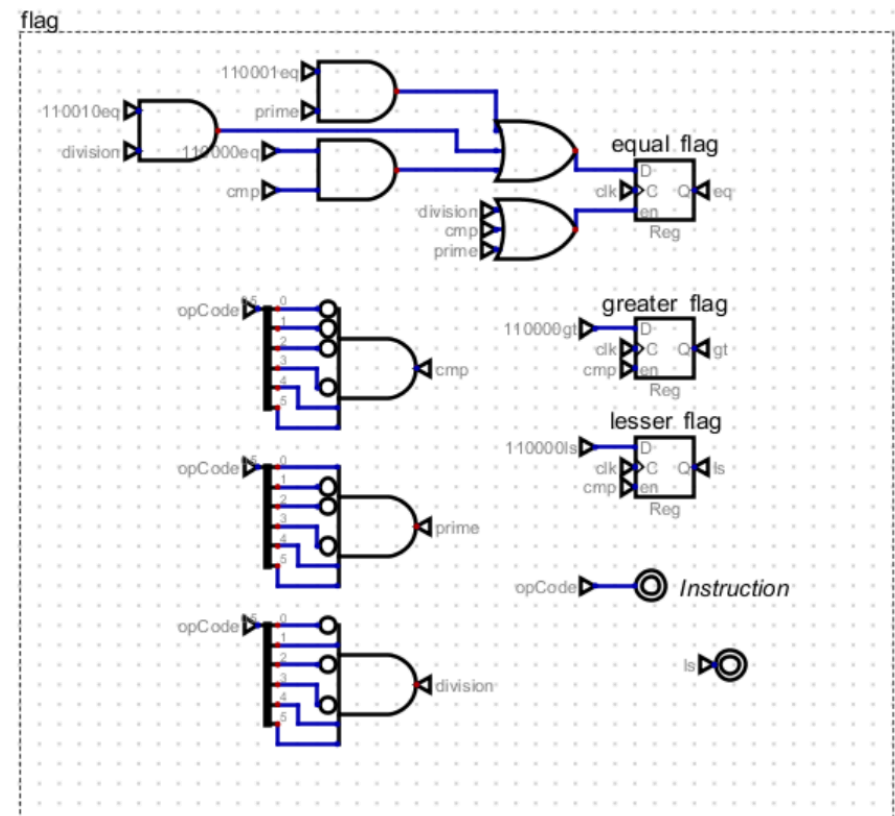 flag
110001eq
prime
110010eq
division
110000eq
cmp
equal flag
D
clk C Q eq
en
Reg
division
cmp
prime
opCode
0
1
2
3
4
5
cmp
greater flag
110000gt D
clk C Q gt
cmp en
Reg
lesser flag
110000ls D
clk C Q ls
cmp en
Reg
opCode
0
1
2
3
4
5
prime
opCode Instruction
opCode
0
1
2
3
4
5
division
ls